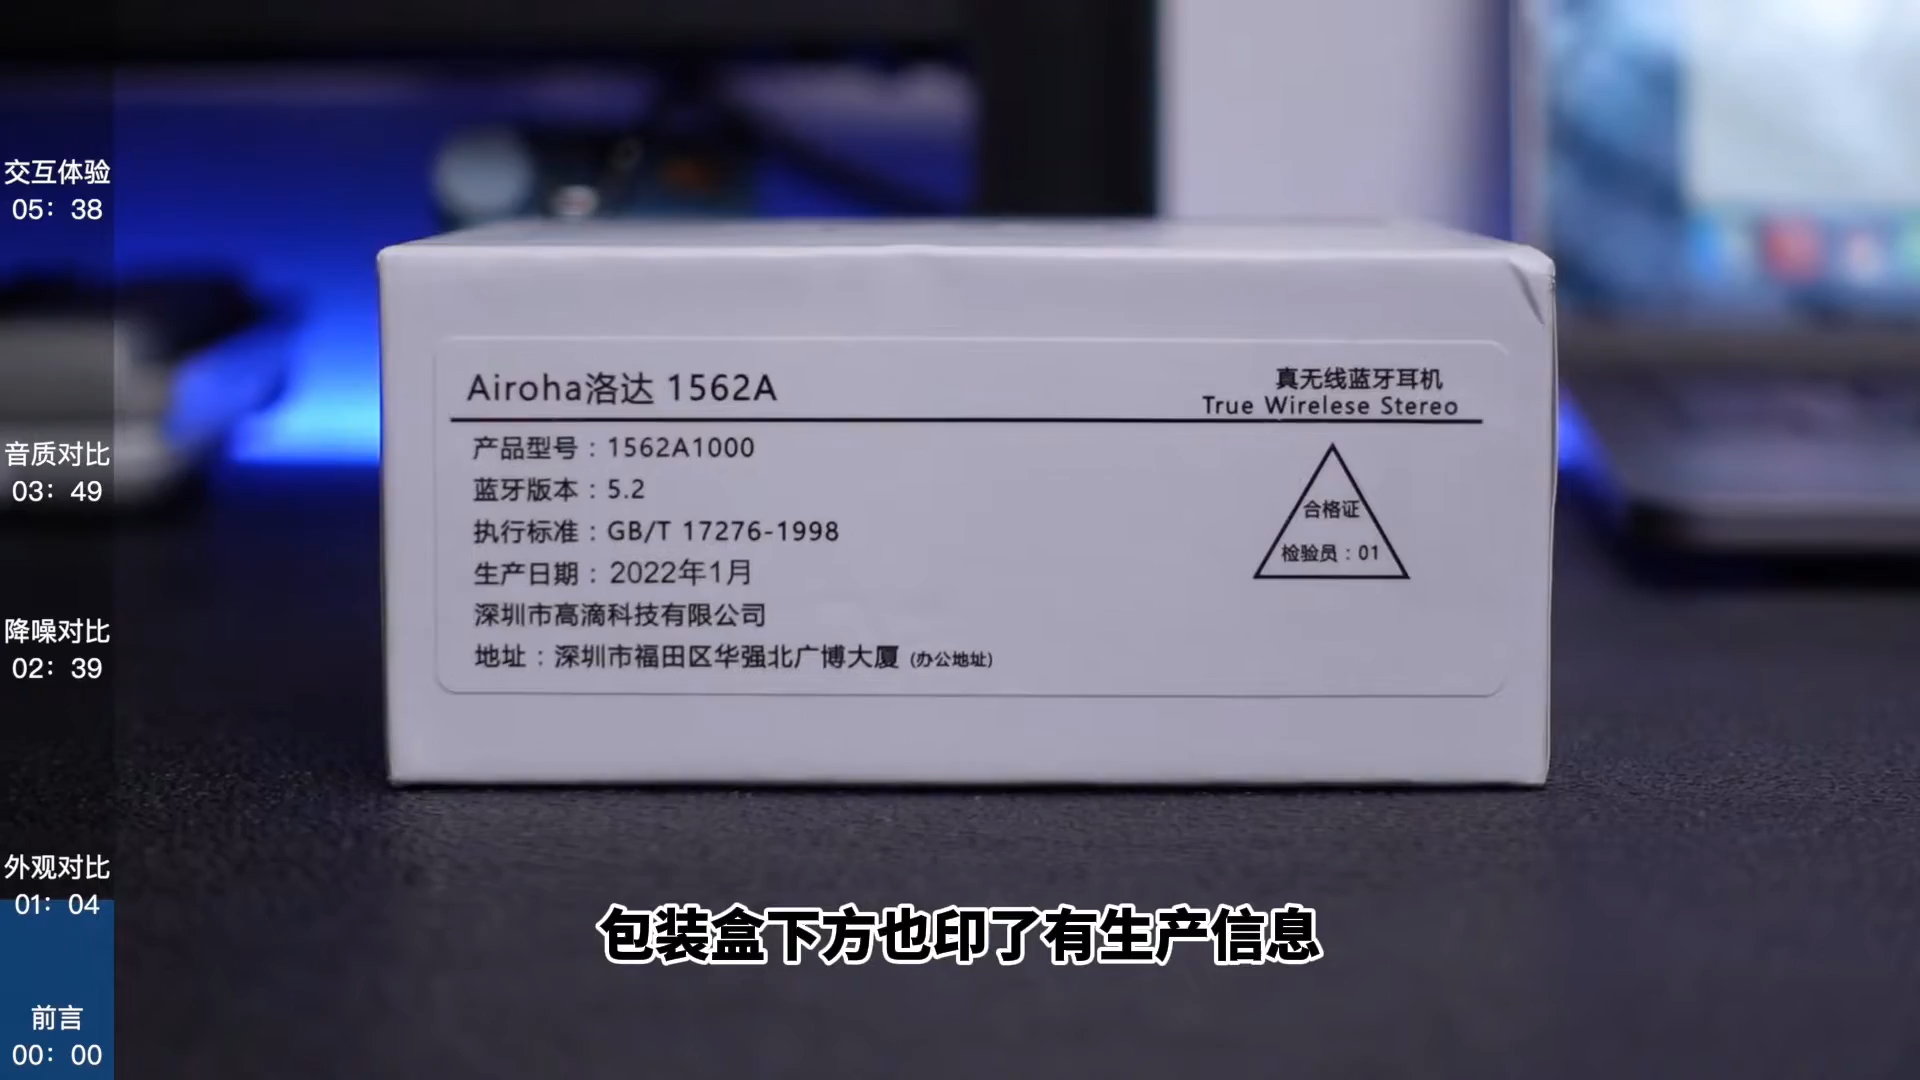 交互体验
05：38
音质对比
03：49
降噪对比
02：39
外观对比
01：04
前言
00：00
Airoha洛达 1562A
真无线蓝牙耳机
True Wirelese Stereo
产品型号：1562A1000
蓝牙版本：5.2
执行标准：GB/T 17276-1998
生产日期：2022年1月
深圳市高滴科技有限公司
地址：深圳市福田区华强北广博大厦 (办公地址)
合格证
检验员：01
包装盒下方也印了有生产信息